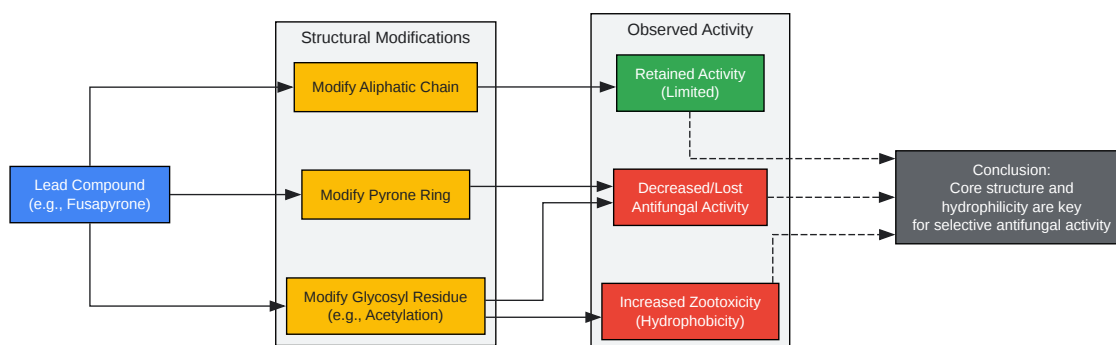 Structural Modifications
Observed Activity
Lead Compound
(e.g., Fusapyrone)
Modify Aliphatic Chain
Modify Pyrone Ring
Modify Glycosyl Residue
(e.g., Acetylation)
Retained Activity
(Limited)
Decreased/Lost
Antifungal Activity
Increased Zootoxicity
(Hydrophobicity)
Conclusion:
Core structure and
hydrophilicity are key
for selective antifungal activity